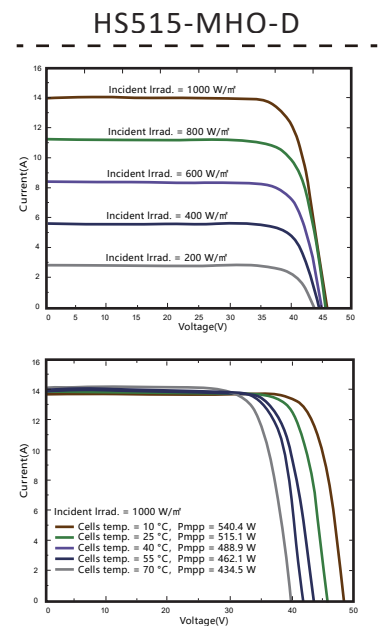 HS515-MHO-D
16
14
12
10
8
6
4
2
0
Current(A)
Incident Irrad. = 1000 W/㎡
Incident Irrad. = 800 W/㎡
Incident Irrad. = 600 W/㎡
Incident Irrad. = 400 W/㎡
Incident Irrad. = 200 W/㎡
0 5 10 15 20 25 30 35 40 45 50
Voltage(V)
16
14
12
10
8
6
4
2
0
Current(A)
Incident Irrad. = 1000 W/㎡
Cells temp. = 10 °C, Pmpp = 540.4 W
Cells temp. = 25 °C, Pmpp = 515.1 W
Cells temp. = 40 °C, Pmpp = 488.9 W
Cells temp. = 55 °C, Pmpp = 462.1 W
Cells temp. = 70 °C, Pmpp = 434.5 W
0 10 20 30 40 50
Voltage(V)